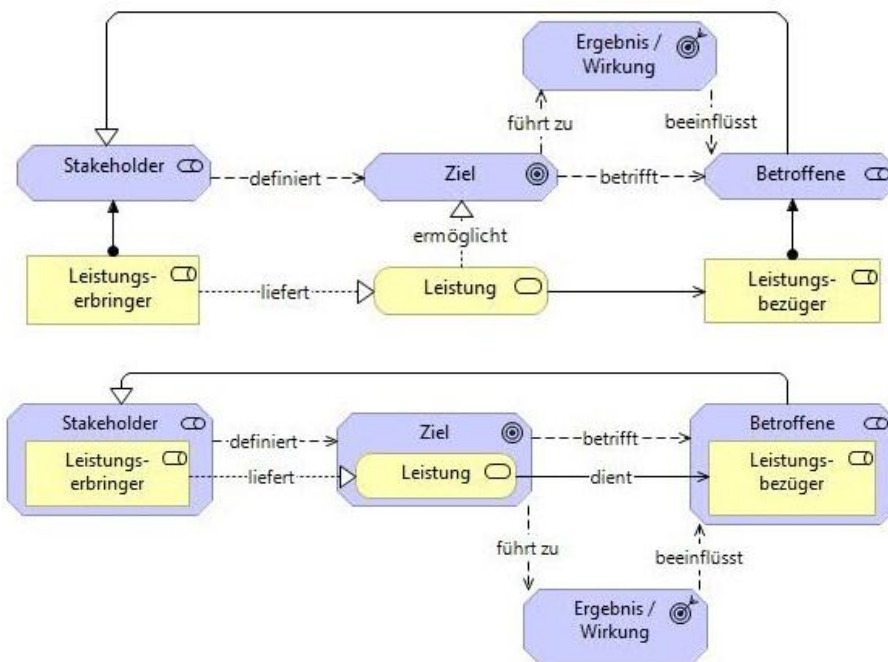 Ergebnis /
Wirkung
führt zu
beeinflüsst
Stakeholder
definiert
Ziel
betrifft
Betroffene
ermöglicht
Leistungs-
erbringer
liefert
Leistung
Leistungs-
bezüger
Stakeholder
definiert
Ziel
betrifft
Betroffene
Leistungs-
erbringer
liefert
Leistung
dient
Leistungs-
bezüger
führt zu
beeinflüsst
Ergebnis /
Wirkung